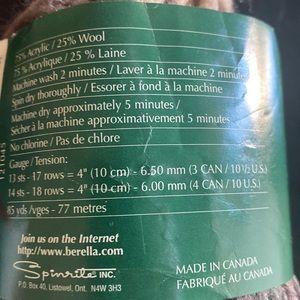 75% Acrylic / 25% Wool
75 % Acrylique / 25 % Laine
Machine wash 2 minutes / Laver à la machine 2 minutes
Spin dry thoroughly / Essorer à fond à la machine
Machine dry approximately 5 minutes /
Sécher à la machine approximativement 5 minutes
No chlorine / Pas de chlore
Gauge / Tension:
13 sts - 17 rows = 4" (10 cm) - 6.50 mm (3 CAN / 10 1/2 U.S.)
14 sts - 18 rows = 4" (10 cm) - 6.00 mm (4 CAN / 10 U.S.)
85 yds /vges - 77 metres
Join us on the Internet
http://www.berella.com
Spinrite INC.
P.O. Box 40, Listowel, Ont. N4W 3H3
MADE IN CANADA
FABRIQUÉ AU CANADA